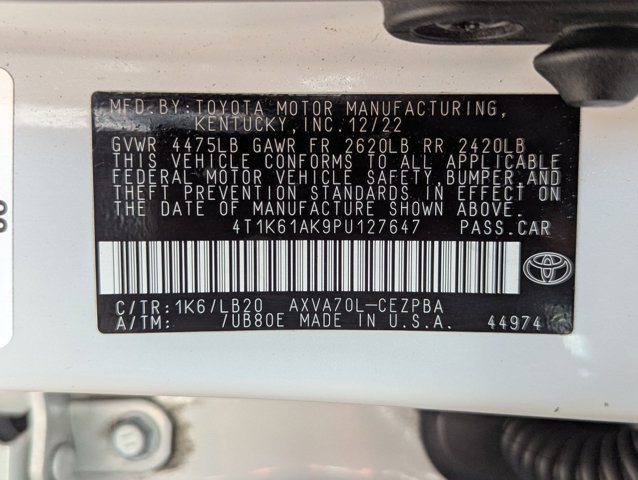 MFD.BY:TOYOTA MOTOR MANUFACTURING,
KENTUCKY,INC.12/22
GVWR 4475LB GAWR FR 2620LB RR 2420LB
THIS VEHICLE CONFORMS TO ALL APPLICABLE
FEDERAL MOTOR VEHICLE SAFETY, BUMPER,AND
THEFT PREVENTION STANDARDS IN EFFECT ON
THE DATE OF MANUFACTURE SHOWN ABOVE.
4T1K61AK9PU127647 PASS.CAR
C/TR:1K6/LB20 AXVA70L-CEZPBA
A/TM: /UB80E MADE IN U.S.A. 44974